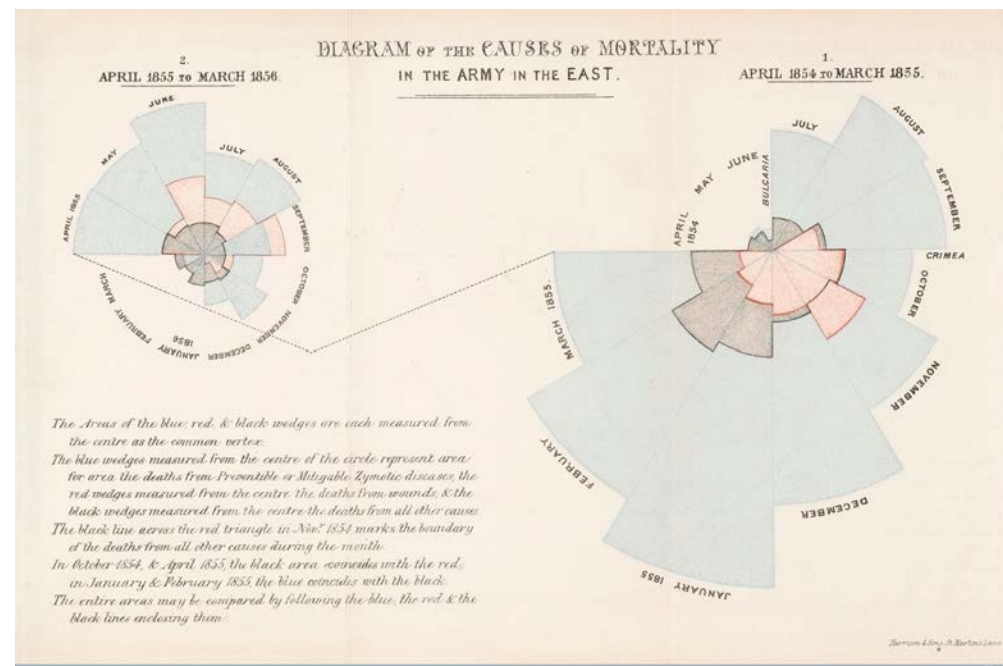 DIAGRAM OF THE CAUSES OF MORTALITY
IN THE ARMY IN THE EAST.
2.
APRIL 1855 TO MARCH 1856.
JUNE
MAY
APRIL 1855
JULY
AUGUST
SEPTEMBER
OCTOBER
NOVEMBER
DECEMBER
JANUARY
1856
FEBRUARY
MARCH
1.
APRIL 1854 TO MARCH 1855.
APRIL
1854
MAY
JUNE
BULGARIA
JULY
AUGUST
SEPTEMBER
CRIMEA
OCTOBER
NOVEMBER
DECEMBER
JANUARY 1855
FEBRUARY
MARCH 1855.
The Areas of the blue, red, & black wedges are each measured from
the centre as the common vertex.
The blue wedges measured from the centre of the circle represent area
for area the deaths from Preventible or Mitigable Zymotic diseases, the
red wedges measured from the centre the deaths from wounds, & the
black wedges measured from the centre the deaths from all other causes.
The black line across the red triangle in Novr. 1854 marks the boundary
of the deaths from all other causes during the month.
In October 1854, & April 1855, the black area coincides with the red;
in January & February 1855, the blue coincides with the black.
The entire areas may be compared by following the blue, the red & the
black lines enclosing them.
Harrison & Sons, St. Martins Lane